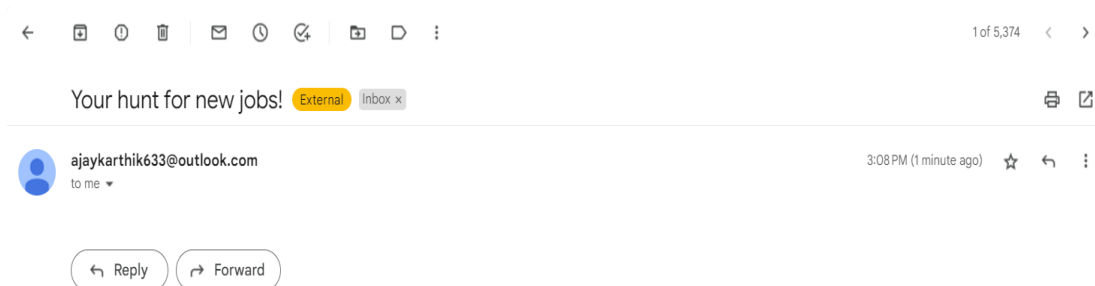 1 of 5,374
Your hunt for new jobs! External Inbox ×
ajaykarthik633@outlook.com 3:08 PM (1 minute ago)
to me
Reply Forward